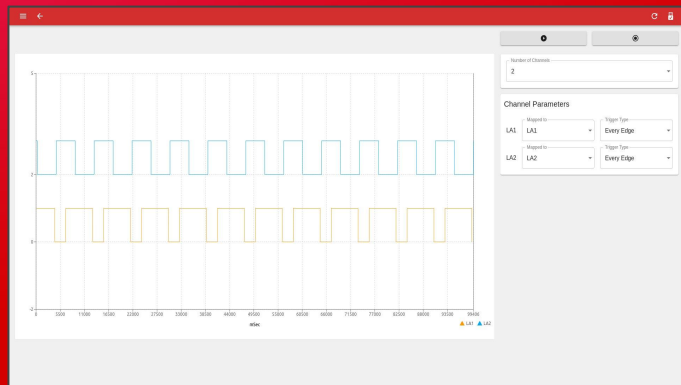 Number of Channels
2
Channel Parameters
LA1
Mapped to
LA1
Trigger Type
Every Edge
LA2
Mapped to
LA2
Trigger Type
Every Edge
5
2
0
-2
0 5500 11000 16500 22000 27500 33000 38500 44000 49500 55000 60500 66000 71500 77000 82500 88000 93500 99000
mSec
LA1 LA2